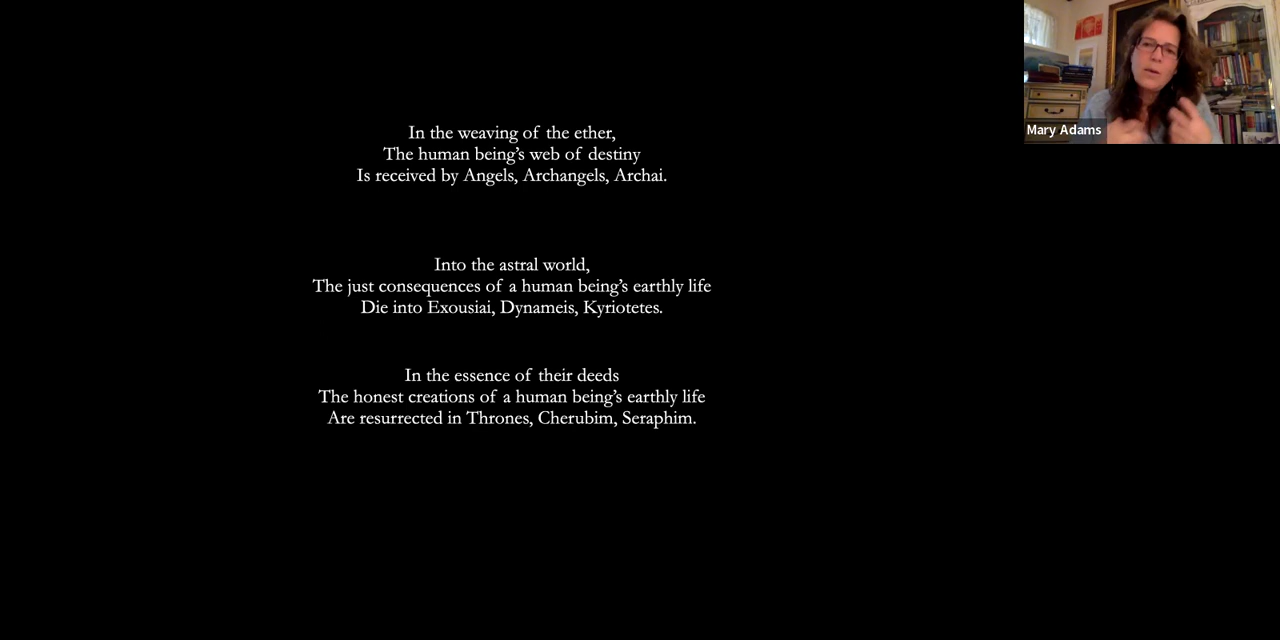 In the weaving of the ether,
The human being’s web of destiny
Is received by Angels, Archangels, Archai.
Into the astral world,
The just consequences of a human being’s earthly life
Die into Exousiai, Dynameis, Kyriotetes.
In the essence of their deeds
The honest creations of a human being’s earthly life
Are resurrected in Thrones, Cherubim, Seraphim.
Mary Adams